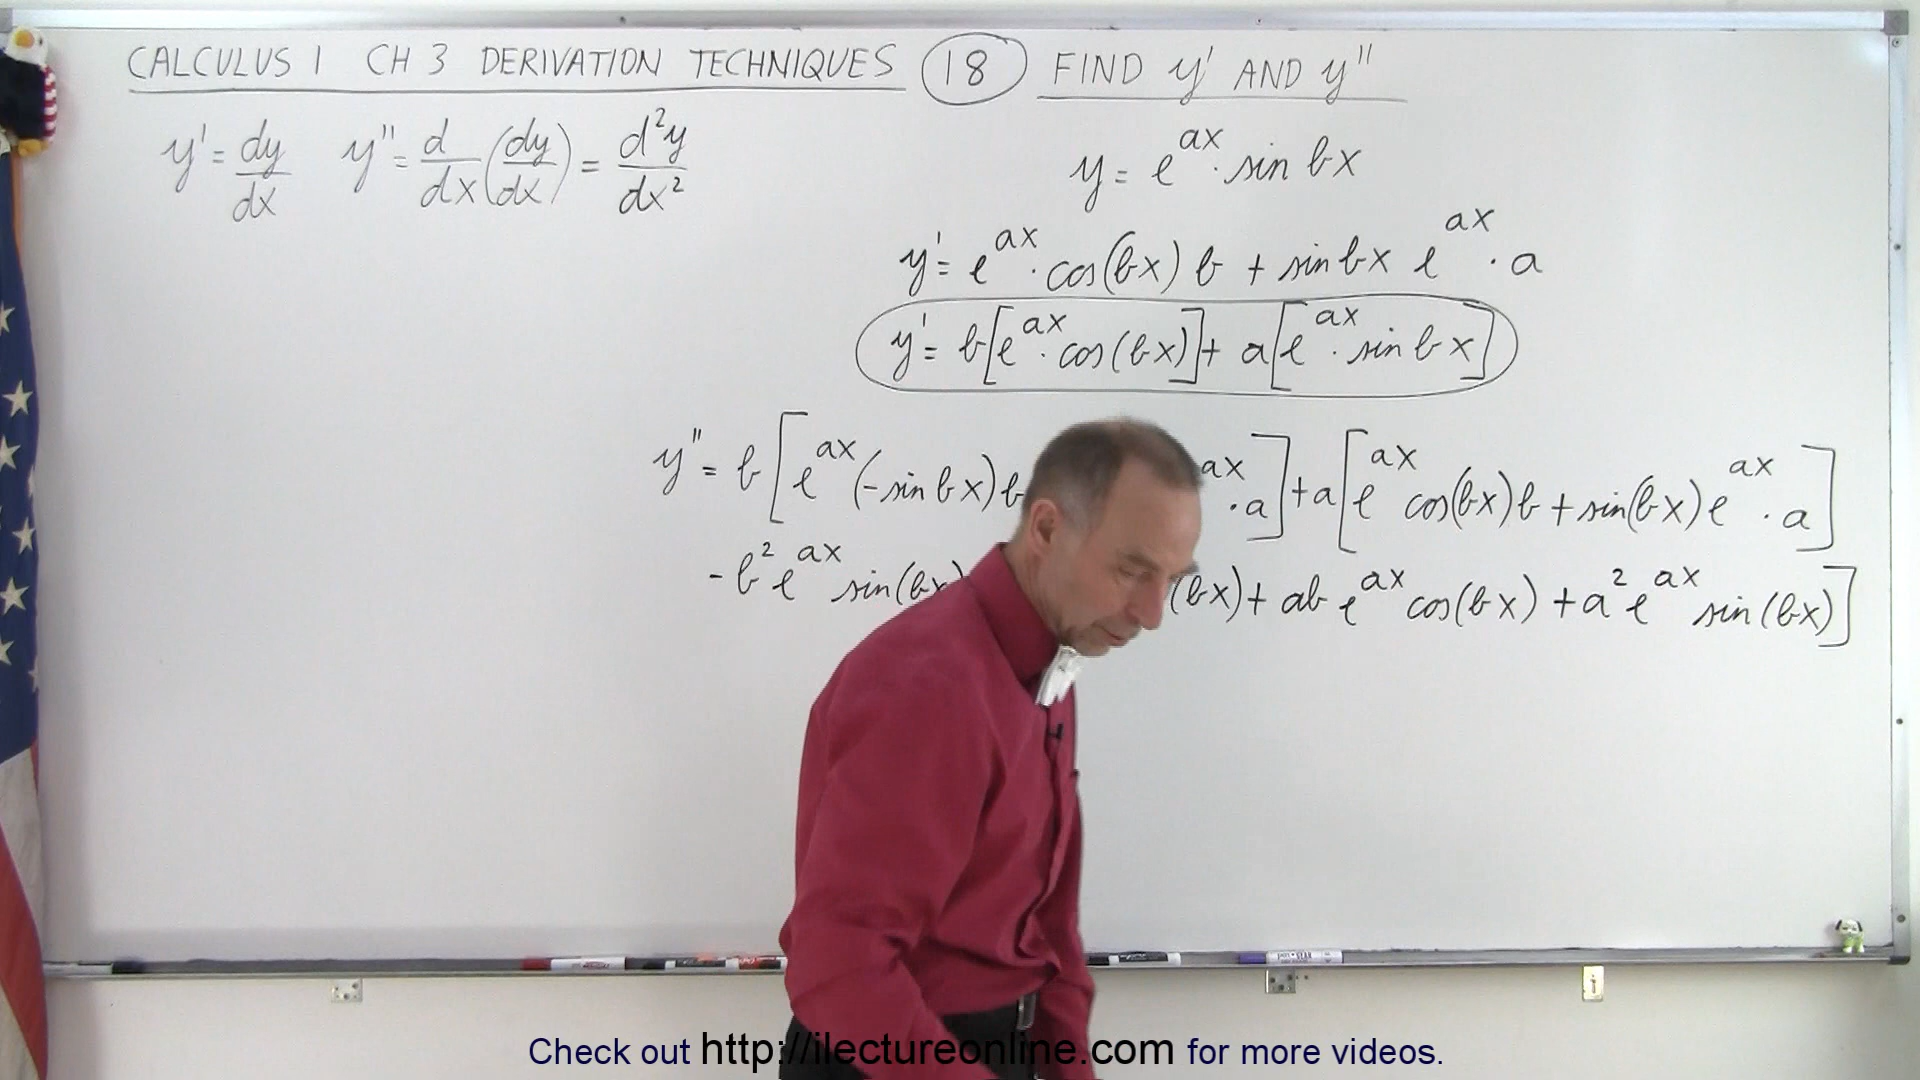 CALCULUS 1 CH 3 DERIVATION TECHNIQUES 18 FIND y' AND y''
y' = dy/dx y'' = d/dx (dy/dx) = d²y/dx²
y = e^ax · sin bx
y' = e^ax · cos(bx) b + sin bx e^ax · a
y' = b[e^ax · cos(bx)] + a[e^ax · sin bx]
y'' = b[e^ax (-sin bx) b ax · a] + a[e^ax cos(bx) b + sin(bx) e^ax · a]
- b² e^ax sin(bx) (bx) + ab e^ax cos(bx) + a² e^ax sin(bx)]
Check out http://ilectureonline.com for more videos.